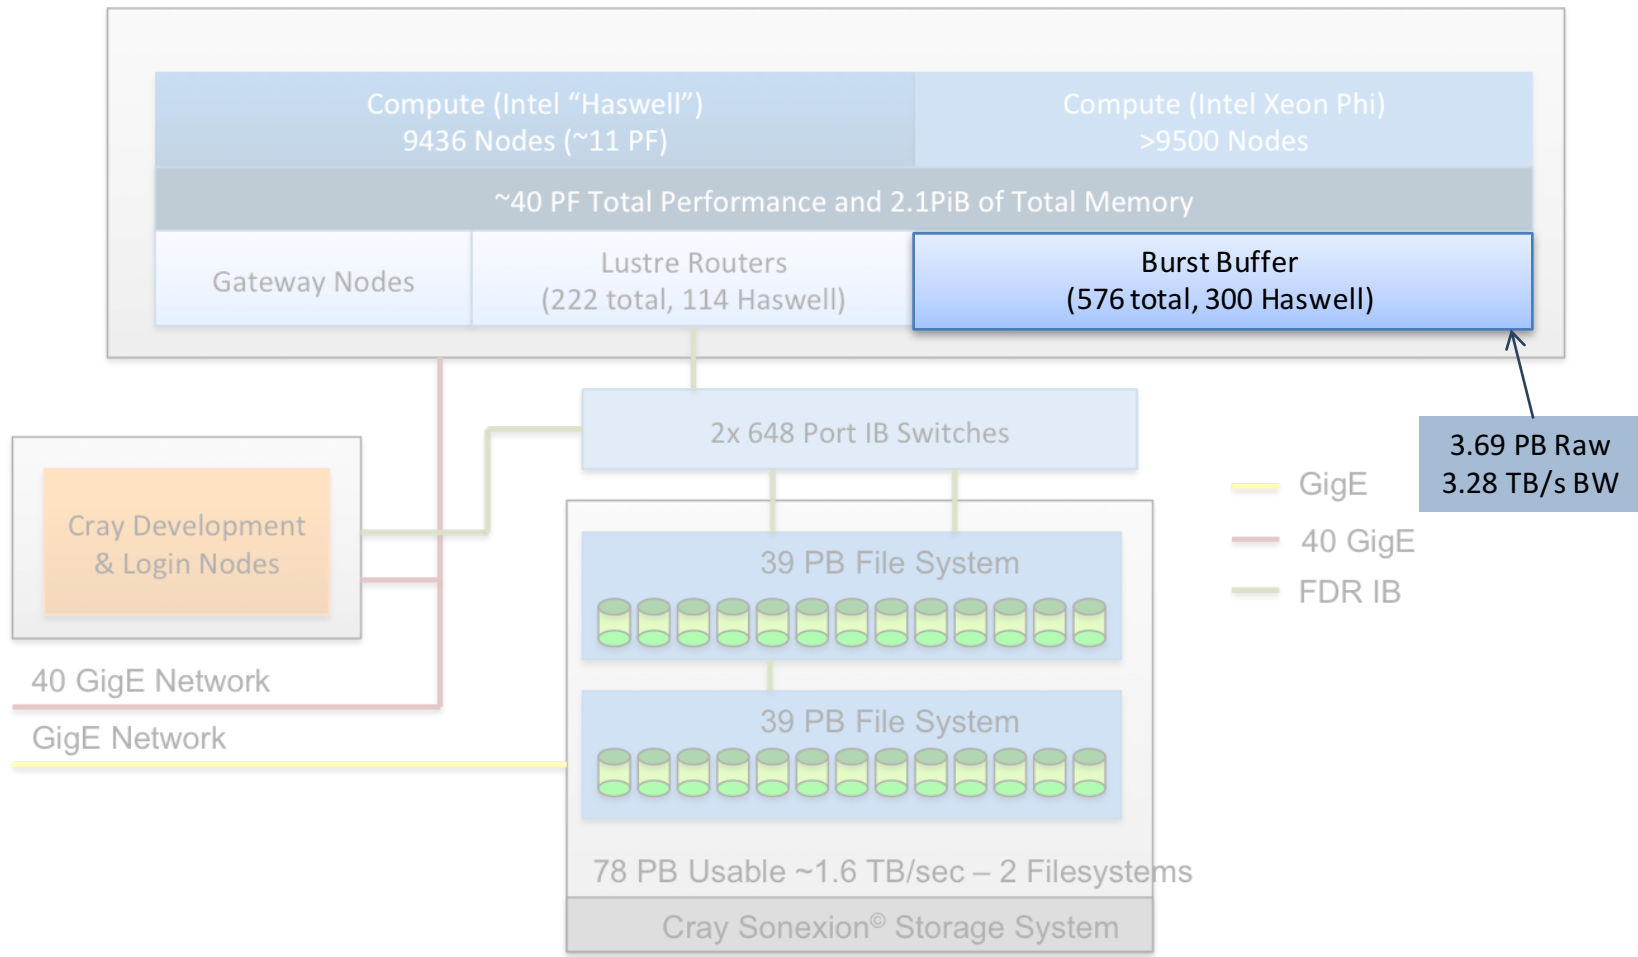 Compute (Intel “Haswell”)
9436 Nodes (~11 PF)
Compute (Intel Xeon Phi)
>9500 Nodes
~40 PF Total Performance and 2.1PiB of Total Memory
Gateway Nodes
Lustre Routers
(222 total, 114 Haswell)
Burst Buffer
(576 total, 300 Haswell)
2x 648 Port IB Switches
3.69 PB Raw
3.28 TB/s BW
GigE
40 GigE
FDR IB
Cray Development
& Login Nodes
39 PB File System
40 GigE Network
GigE Network
39 PB File System
78 PB Usable ~1.6 TB/sec – 2 Filesystems
Cray Sonexion© Storage System